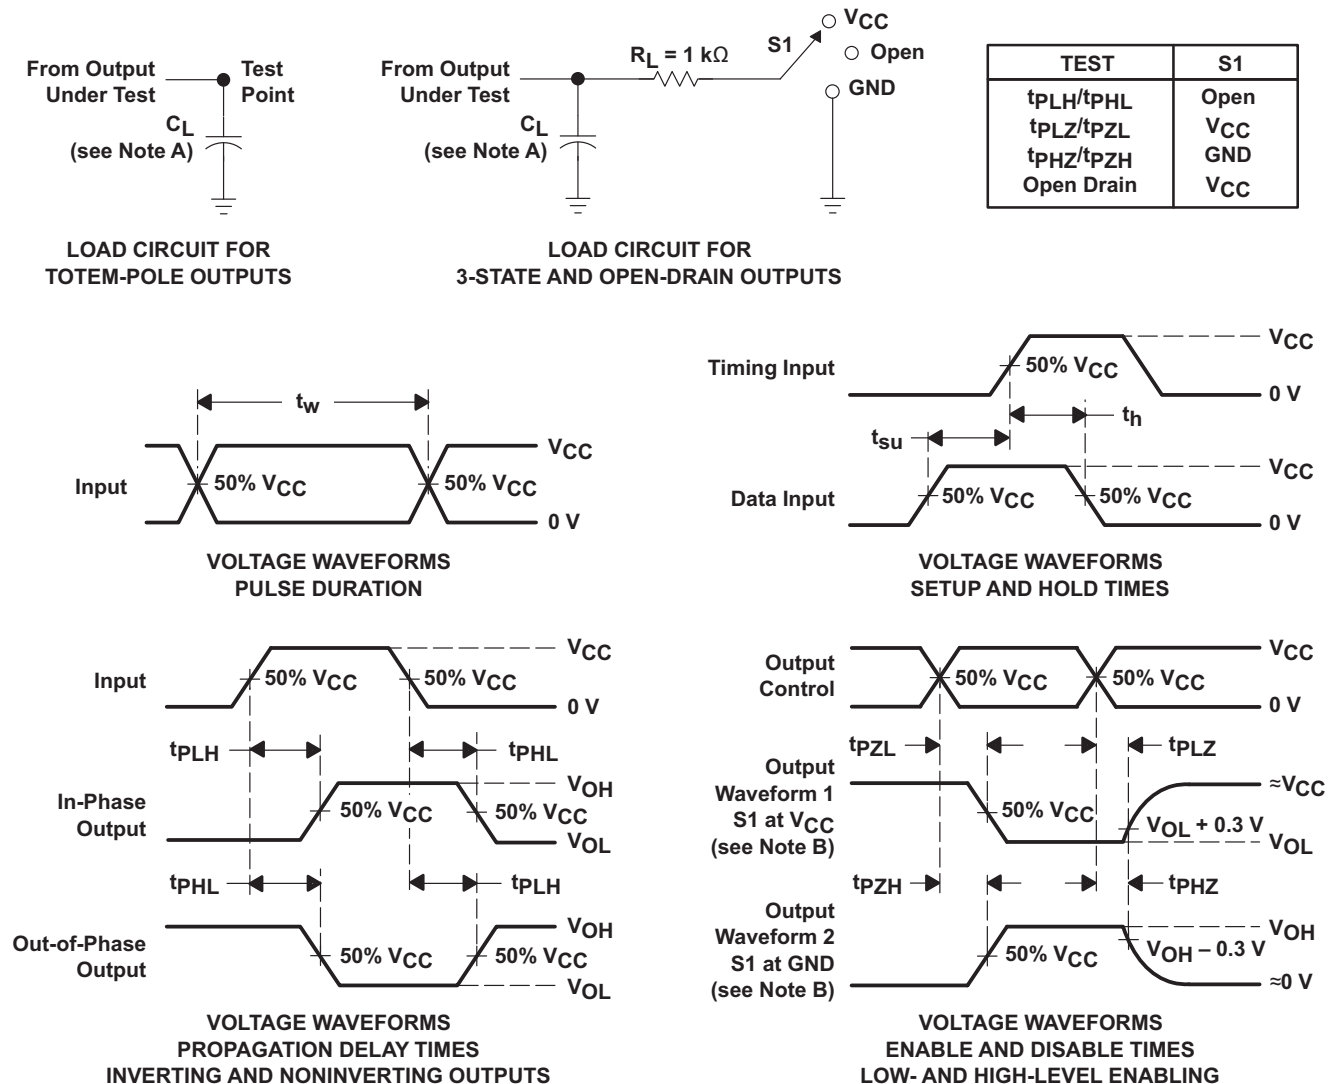 From Output
Under Test
Test
Point
CL
(see Note A)
LOAD CIRCUIT FOR
TOTEM-POLE OUTPUTS
From Output
Under Test
CL
(see Note A)
RL = 1 kΩ
S1
VCC
Open
GND
LOAD CIRCUIT FOR
3-STATE AND OPEN-DRAIN OUTPUTS
TEST S1
tPLH/tPHL Open
tPLZ/tPZL VCC
tPHZ/tPZH GND
Open Drain VCC
tw
Input
50% VCC
50% VCC
VCC
0 V
VOLTAGE WAVEFORMS
PULSE DURATION
Timing Input
50% VCC
VCC
0 V
th
tsu
Data Input
50% VCC
50% VCC
VCC
0 V
VOLTAGE WAVEFORMS
SETUP AND HOLD TIMES
Input
50% VCC
50% VCC
VCC
0 V
tPLH
tPHL
In-Phase
Output
50% VCC
50% VCC
VOH
VOL
tPHL
tPLH
Out-of-Phase
Output
50% VCC
50% VCC
VOH
VOL
VOLTAGE WAVEFORMS
PROPAGATION DELAY TIMES
INVERTING AND NONINVERTING OUTPUTS
Output
Control
50% VCC
50% VCC
VCC
0 V
tPZL
tPLZ
Output
Waveform 1
S1 at VCC
(see Note B)
50% VCC
≈VCC
VOL + 0.3 V
VOL
tPZH
tPHZ
Output
Waveform 2
S1 at GND
(see Note B)
50% VCC
VOH
VOH – 0.3 V
≈0 V
VOLTAGE WAVEFORMS
ENABLE AND DISABLE TIMES
LOW- AND HIGH-LEVEL ENABLING